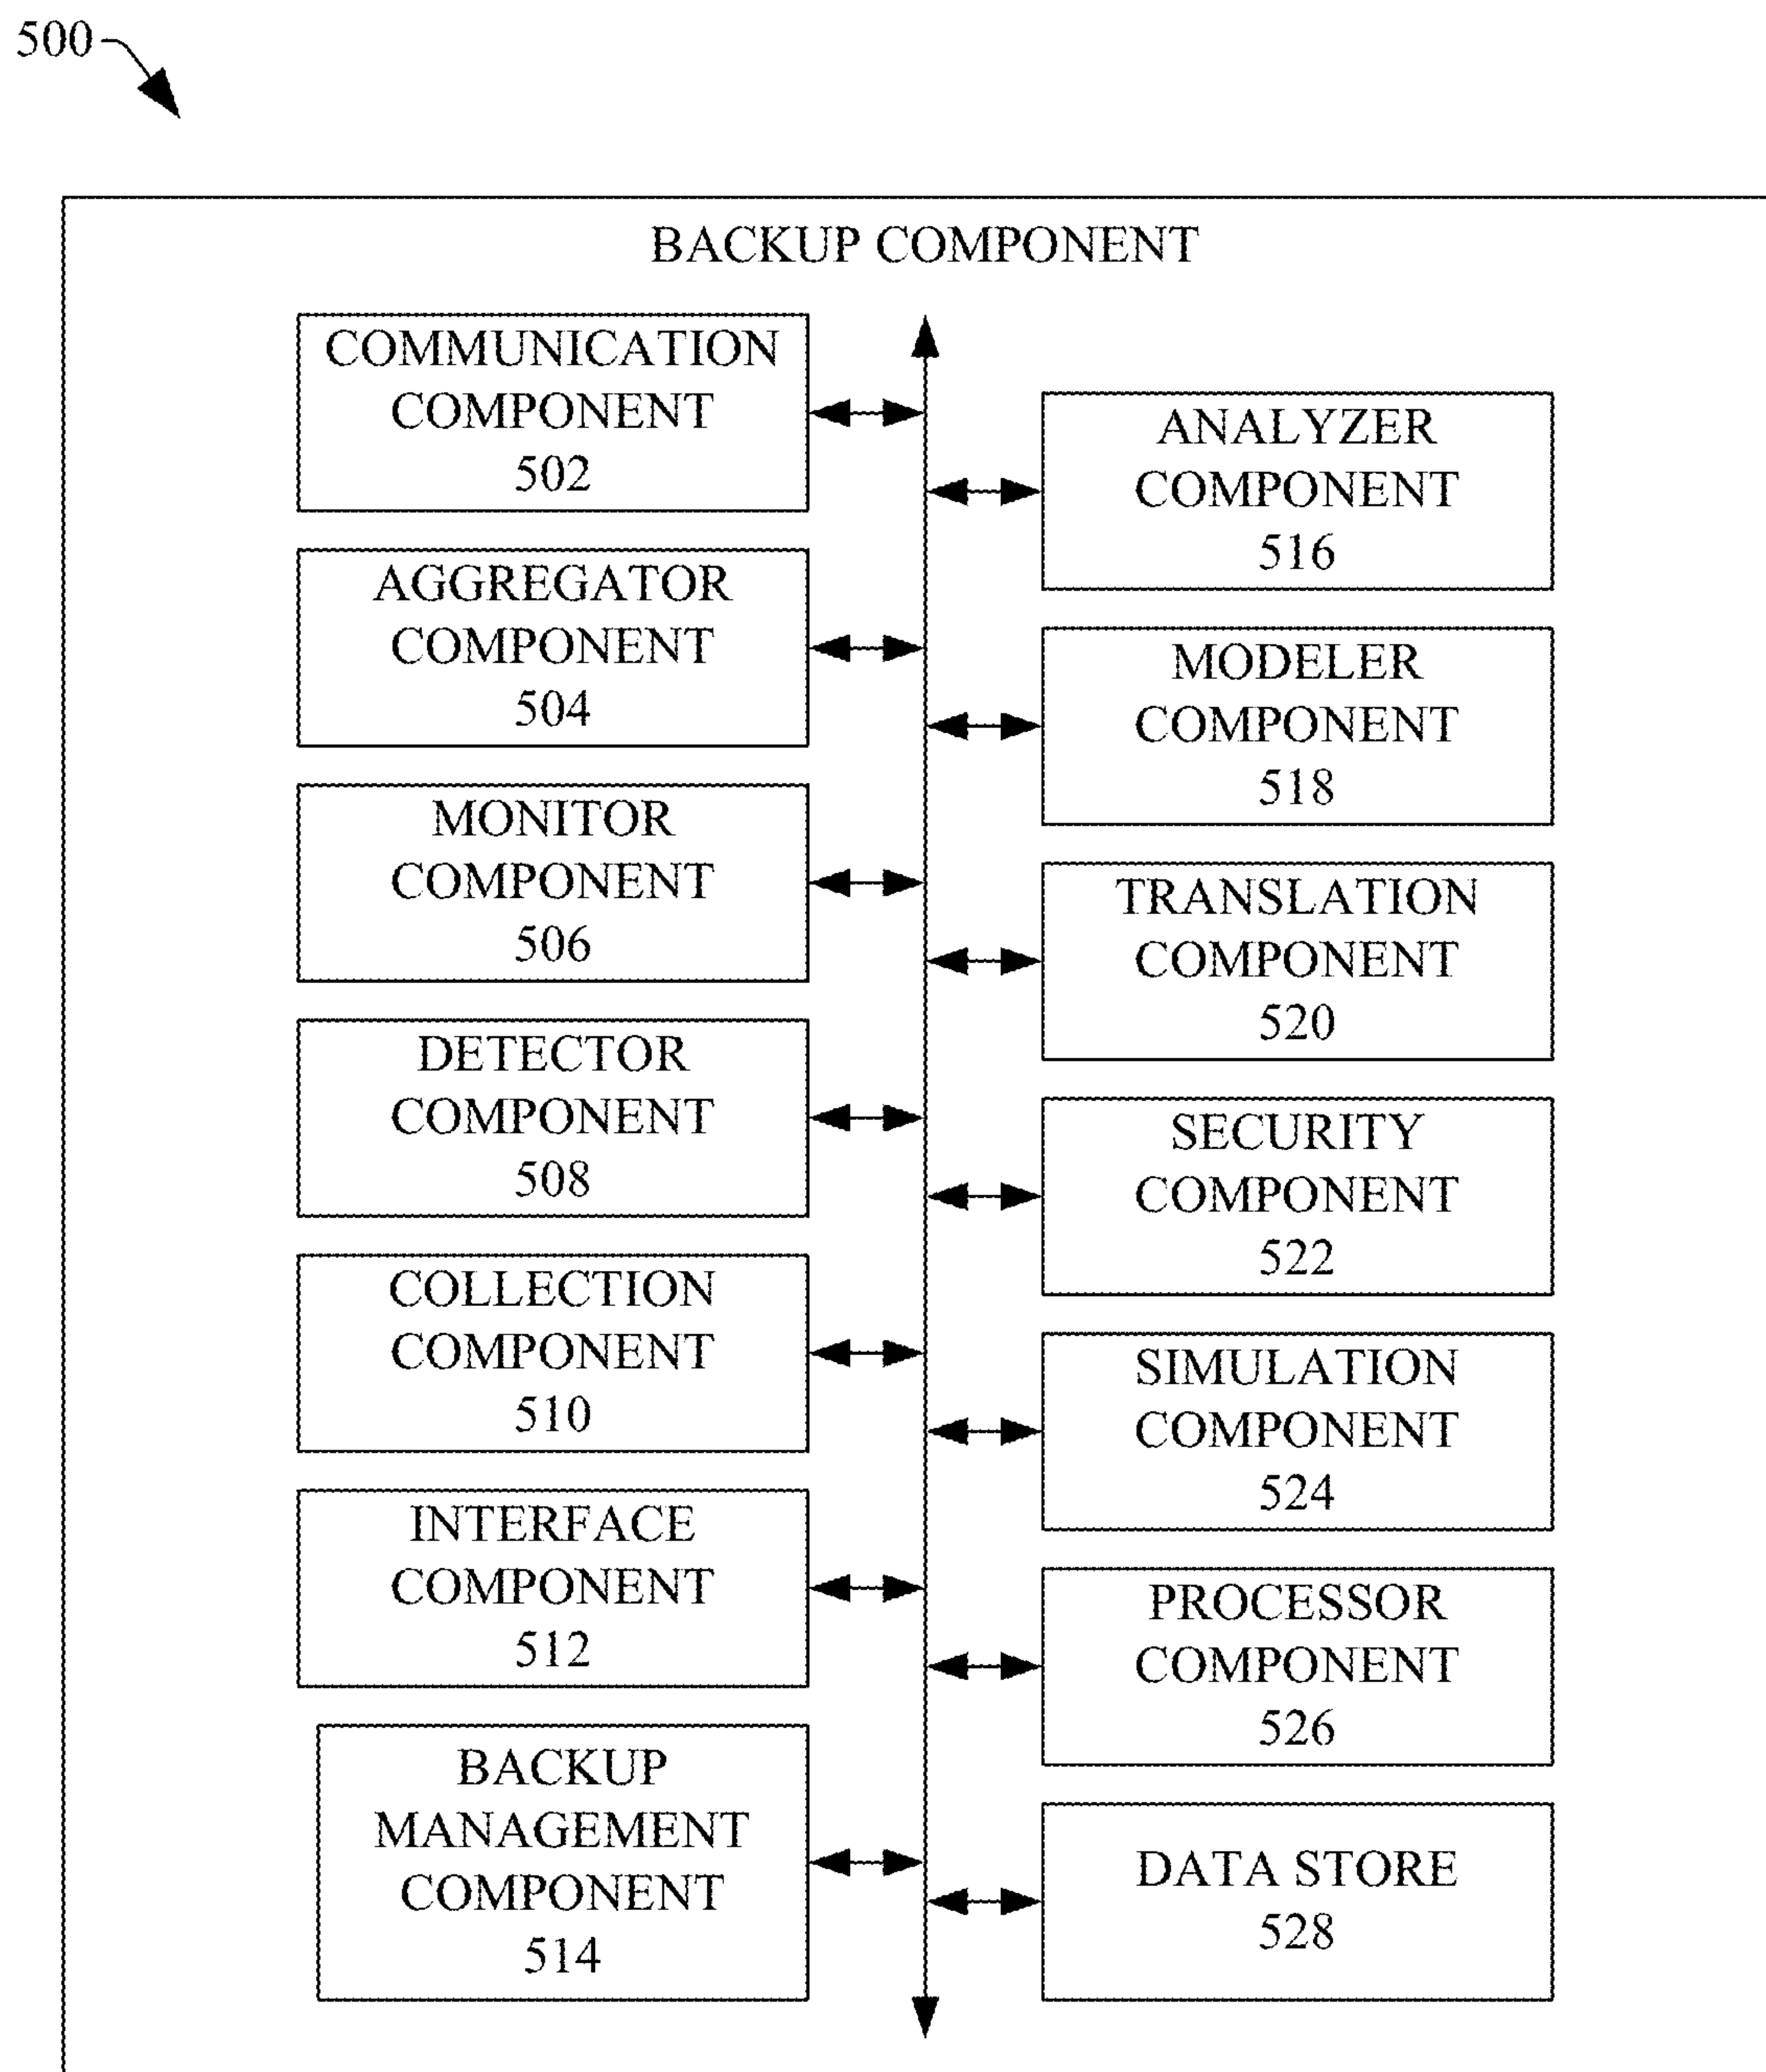 500
BACKUP COMPONENT
COMMUNICATION
COMPONENT
502
AGGREGATOR
COMPONENT
504
MONITOR
COMPONENT
506
DETECTOR
COMPONENT
508
COLLECTION
COMPONENT
510
INTERFACE
COMPONENT
512
BACKUP
MANAGEMENT
COMPONENT
514
ANALYZER
COMPONENT
516
MODELER
COMPONENT
518
TRANSLATION
COMPONENT
520
SECURITY
COMPONENT
522
SIMULATION
COMPONENT
524
PROCESSOR
COMPONENT
526
DATA STORE
528